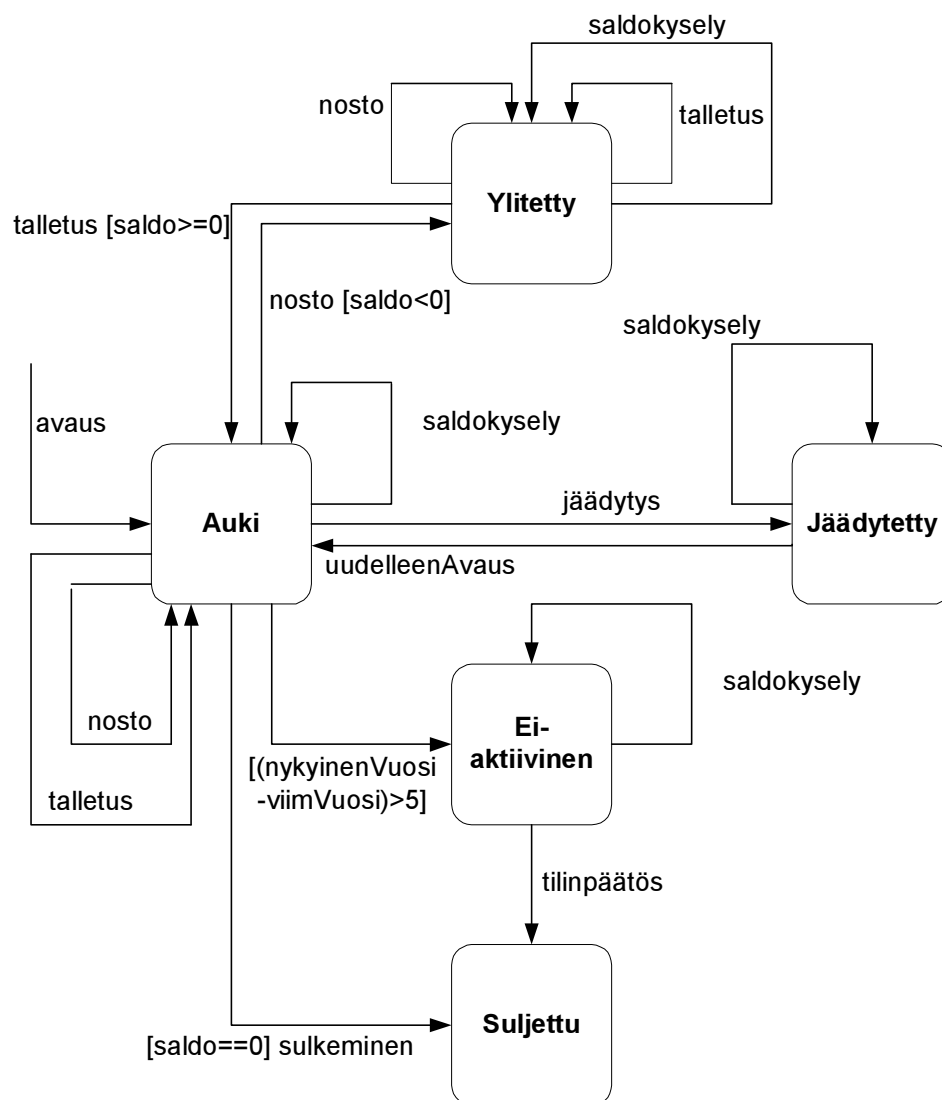 saldokysely
nosto
talletus
Ylitetty
talletus [saldo>=0]
nosto [saldo<0]
saldokysely
avaus
saldokysely
Auki
jäädytys
Jäädytetty
uudelleenAvaus
saldokysely
nosto
Ei-
aktiivinen
[(nykyinenVuosi
-viimVuosi)>5]
talletus
tilinpäätös
Suljettu
[saldo==0] sulkeminen